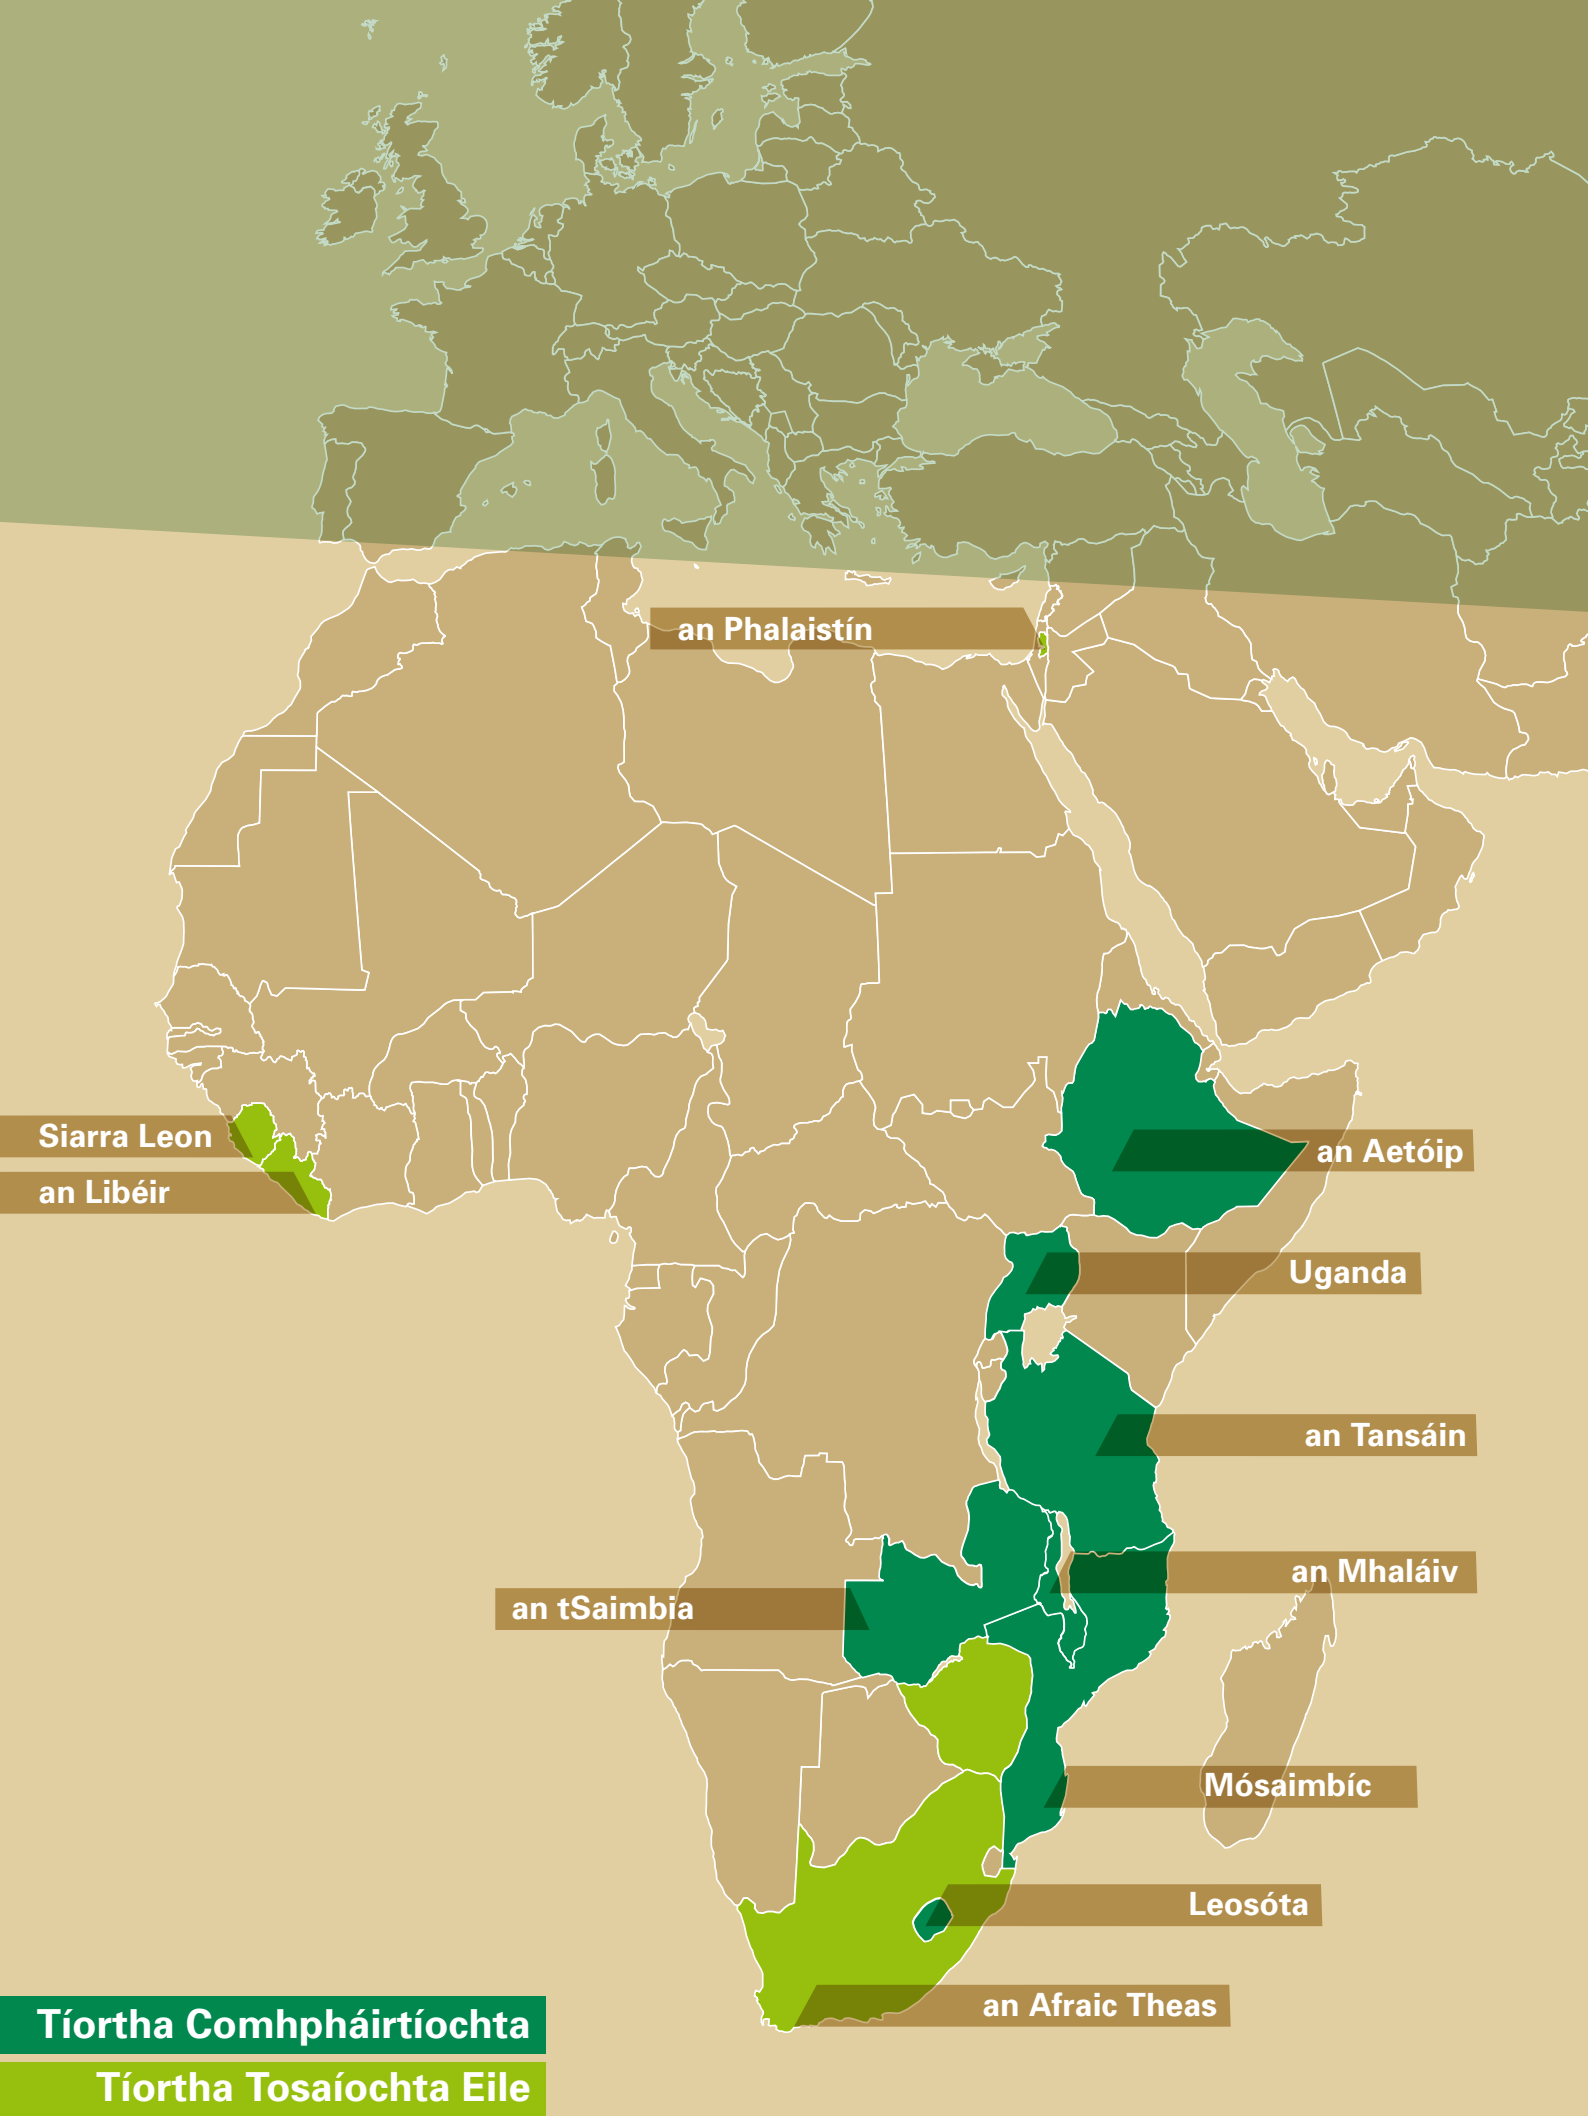 an Phalaistín
Siarra Leon
an Aetóip
an Libéir
Uganda
an Tansáin
an Mhaláiv
an tSaimbia
Mósaimbíc
Leosóta
an Afraic Theas
Tíortha Comhpháirtíochta
Tíortha Tosaíochta Eile